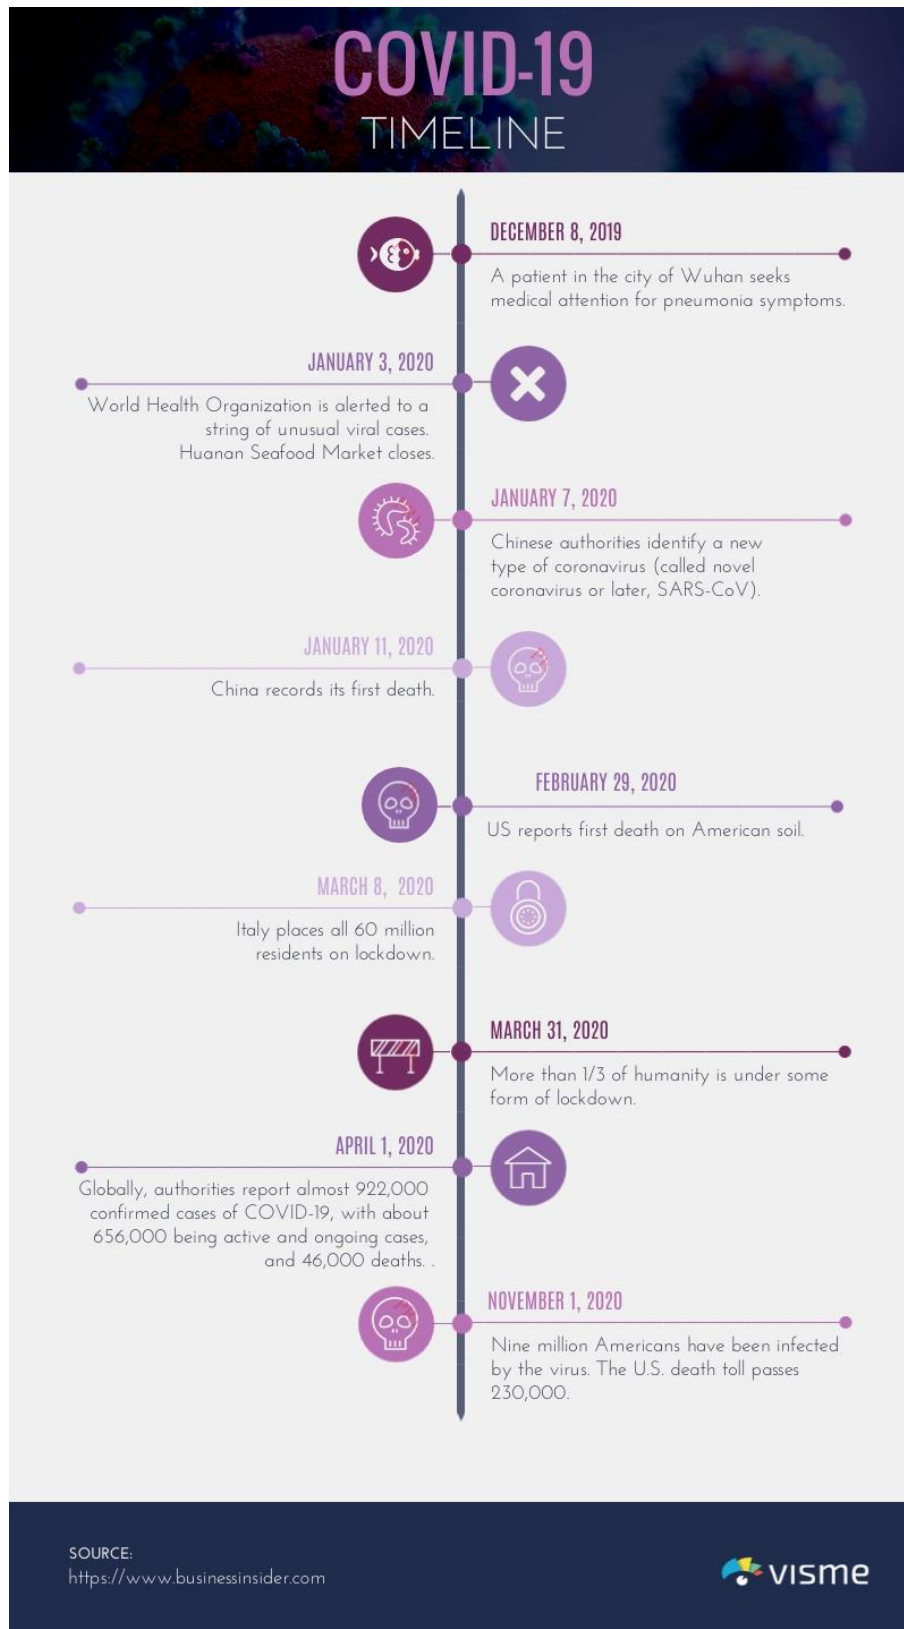 COVID-19
TIMELINE
DECEMBER 8, 2019
A patient in the city of Wuhan seeks
medical attention for pneumonia symptoms.
JANUARY 3, 2020
World Health Organization is alerted to a
string of unusual viral cases.
Huanan Seafood Market closes.
JANUARY 7, 2020
Chinese authorities identify a new
type of coronavirus (called novel
coronavirus or later, SARS-CoV).
JANUARY 11, 2020
China records its first death.
FEBRUARY 29, 2020
US reports first death on American soil.
MARCH 8, 2020
Italy places all 60 million
residents on lockdown.
MARCH 31, 2020
More than 1/3 of humanity is under some
form of lockdown.
APRIL 1, 2020
Globally, authorities report almost 922,000
confirmed cases of COVID-19, with about
656,000 being active and ongoing cases,
and 46,000 deaths. .
NOVEMBER 1, 2020
Nine million Americans have been infected
by the virus. The U.S. death toll passes
230,000.
SOURCE:
https://www.businessinsider.com
visme